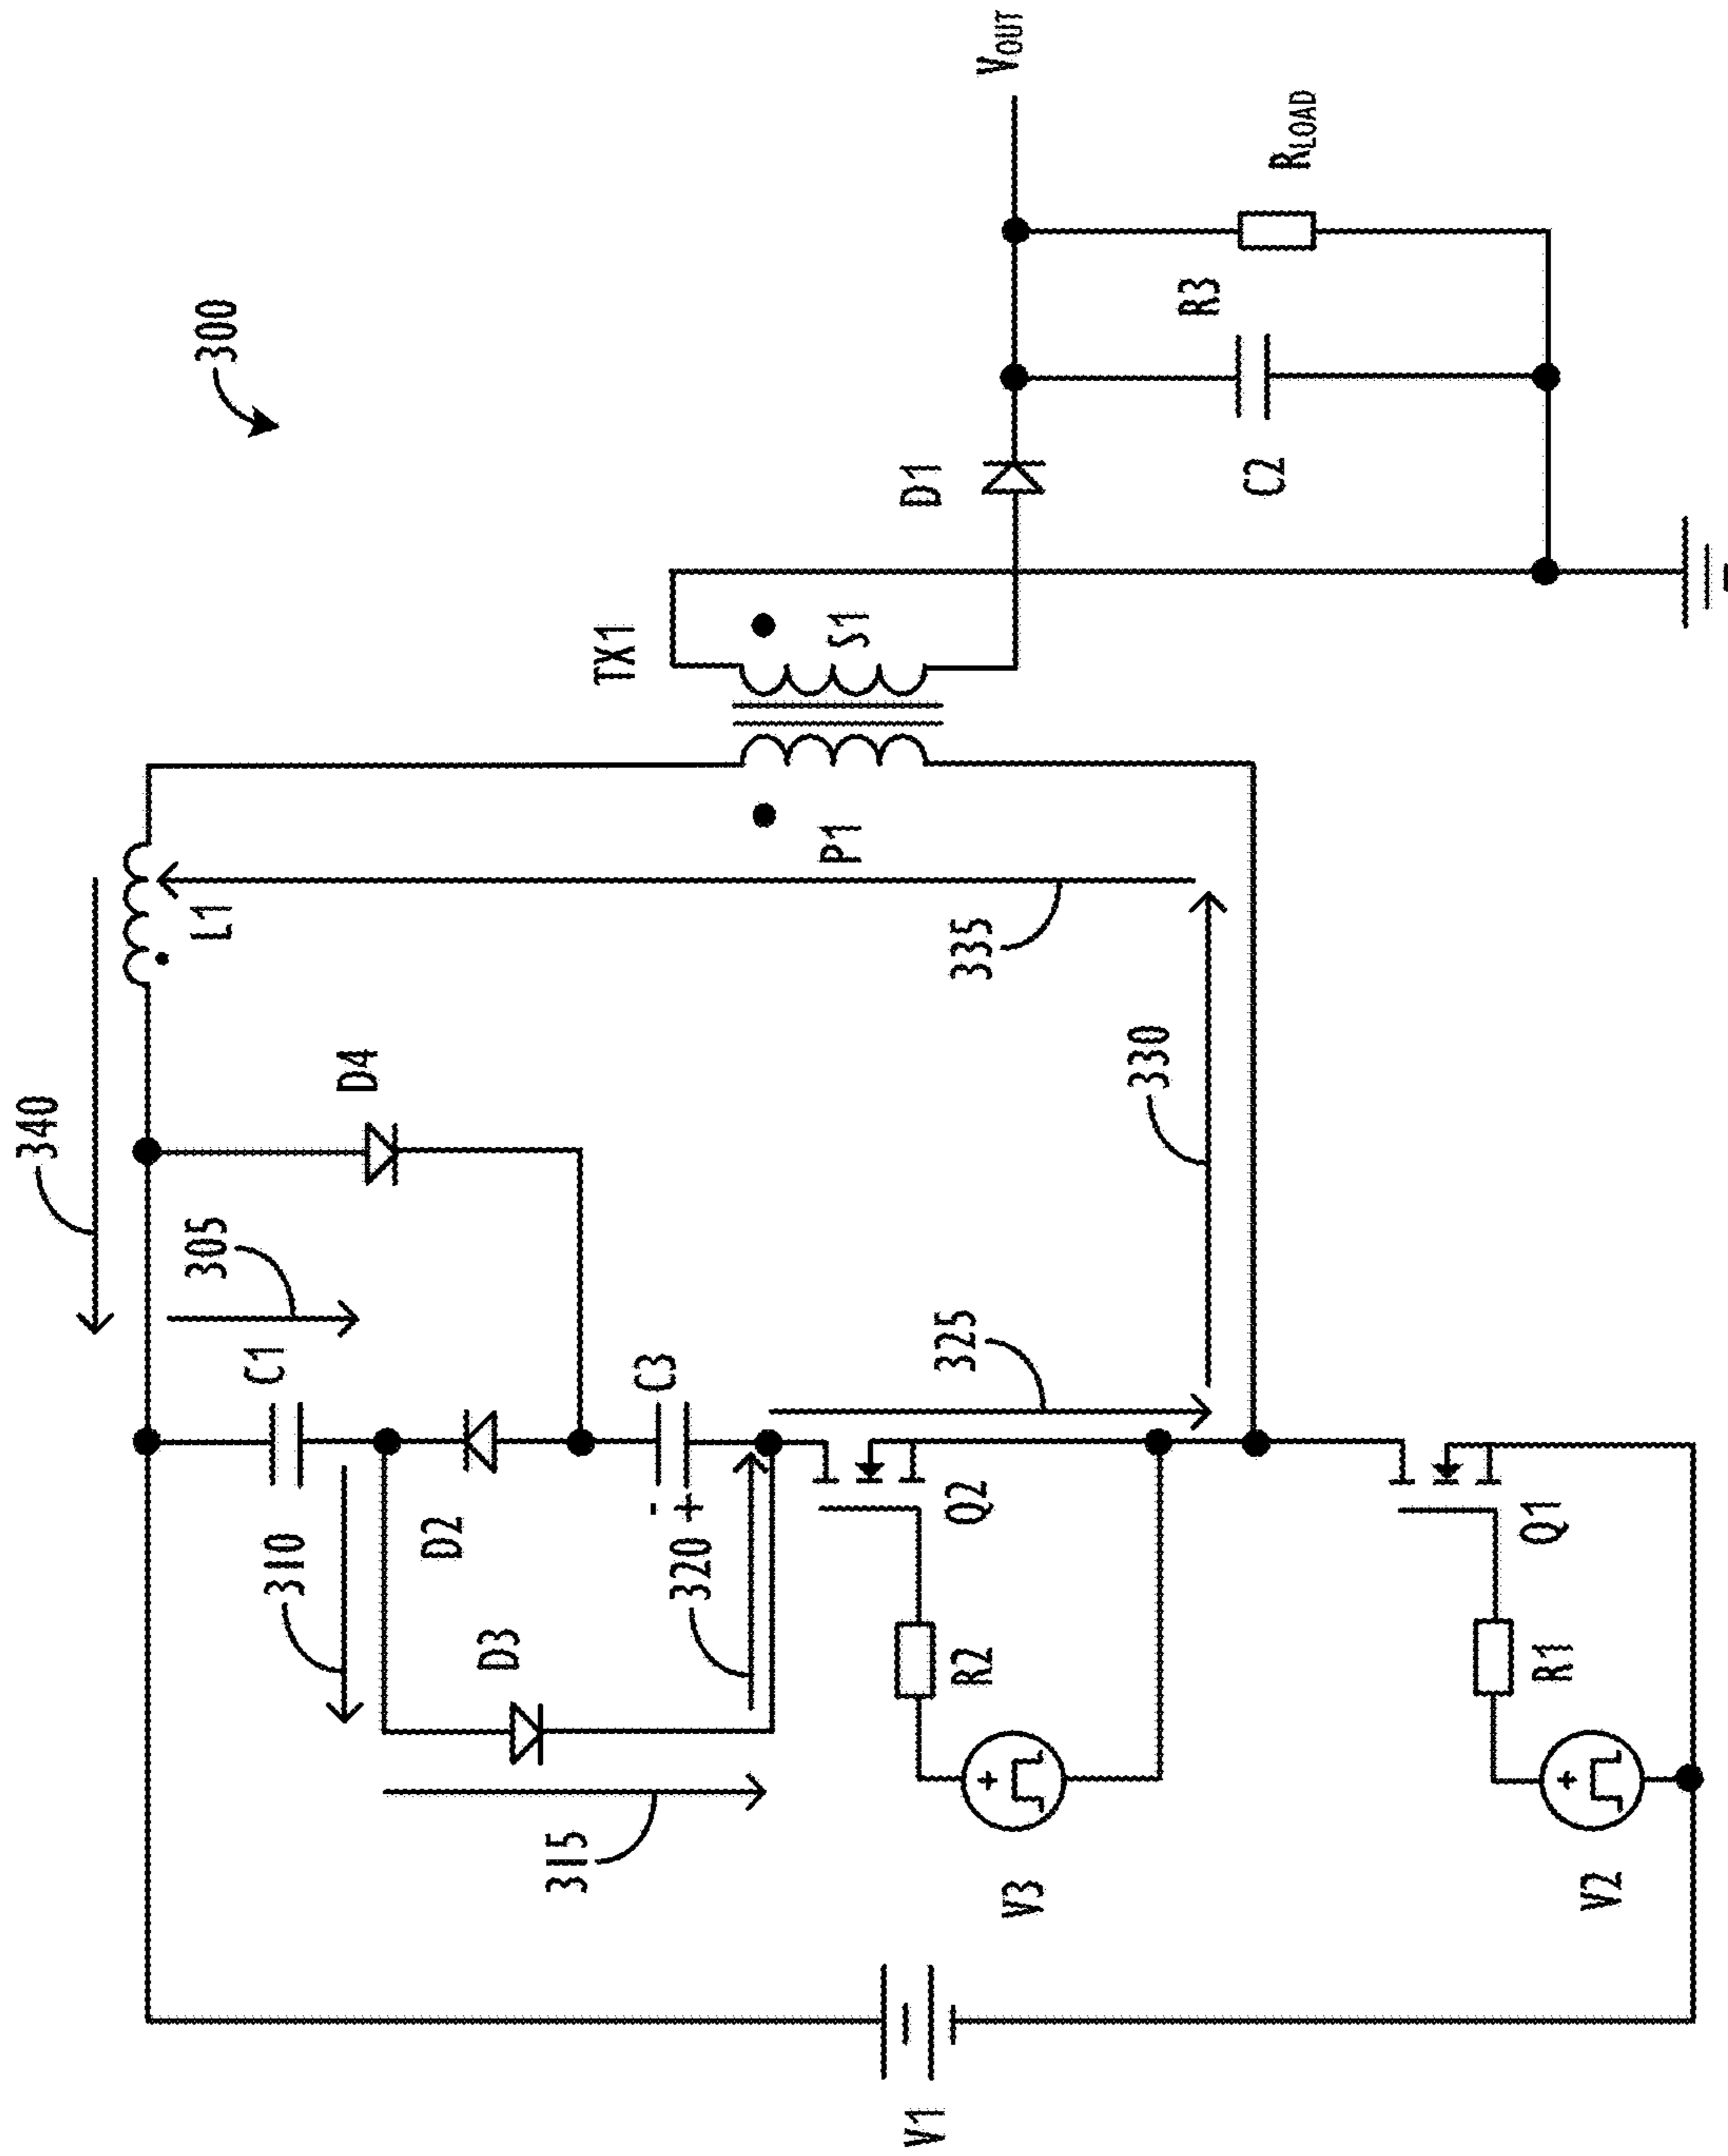 300
340
L1
TX1
P1
S1
D1
VOUT
C2
R3
RLOAD
D4
305
C1
310
D2
D3
315
C3
- +
320
325
330
335
Q2
R2
V3
+
Q1
R1
V2
+
V1